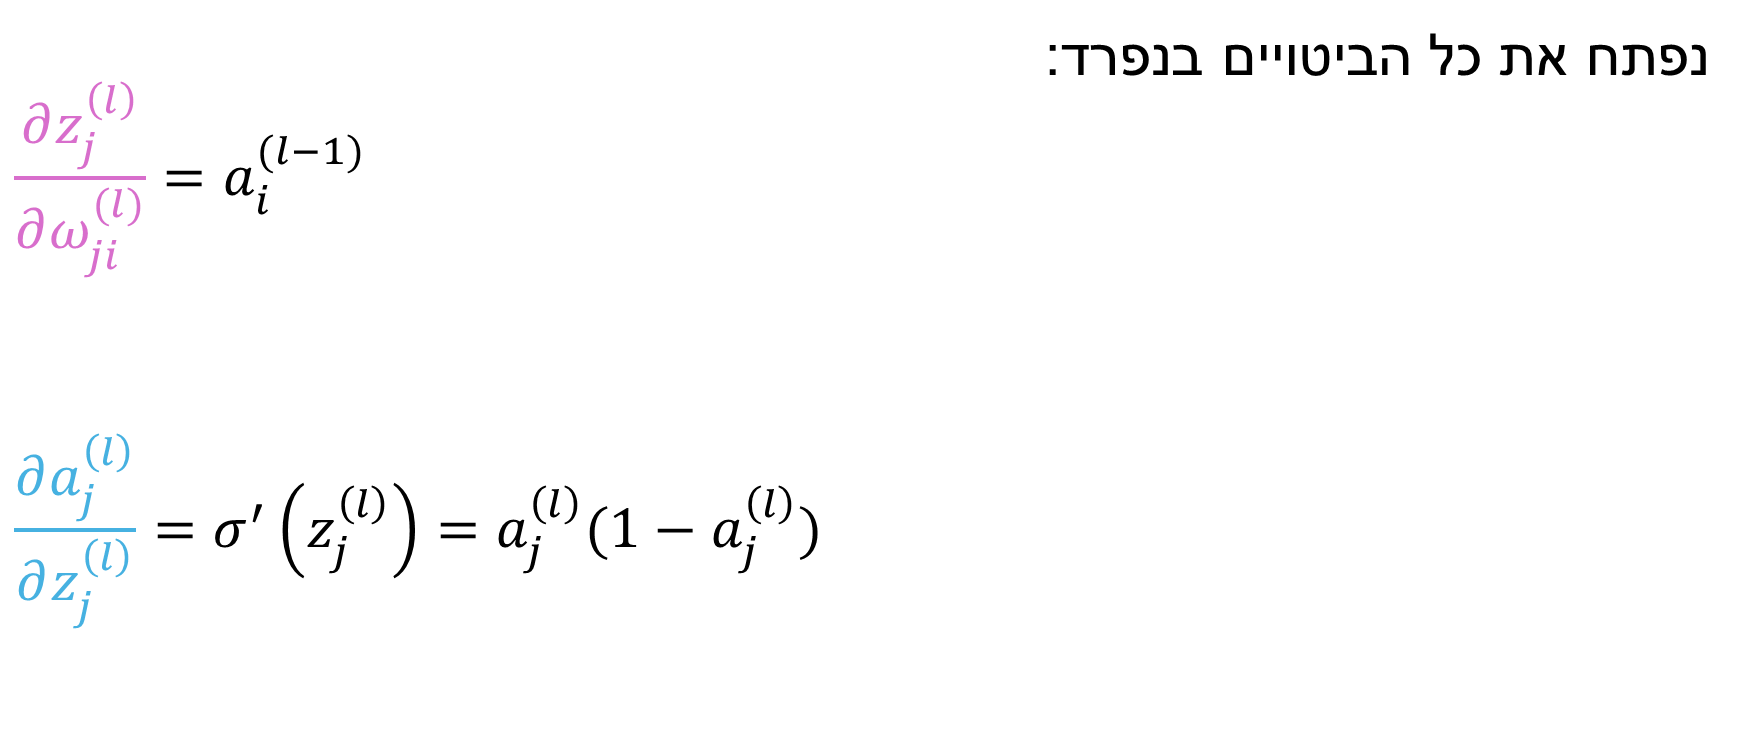 נפתח את כל הביטויים בנפרד:
∂z_j^(l) / ∂ω_ji^(l) = a_i^(l−1)
∂a_j^(l) / ∂z_j^(l) = σ′(z_j^(l)) = a_j^(l)(1 − a_j^(l))